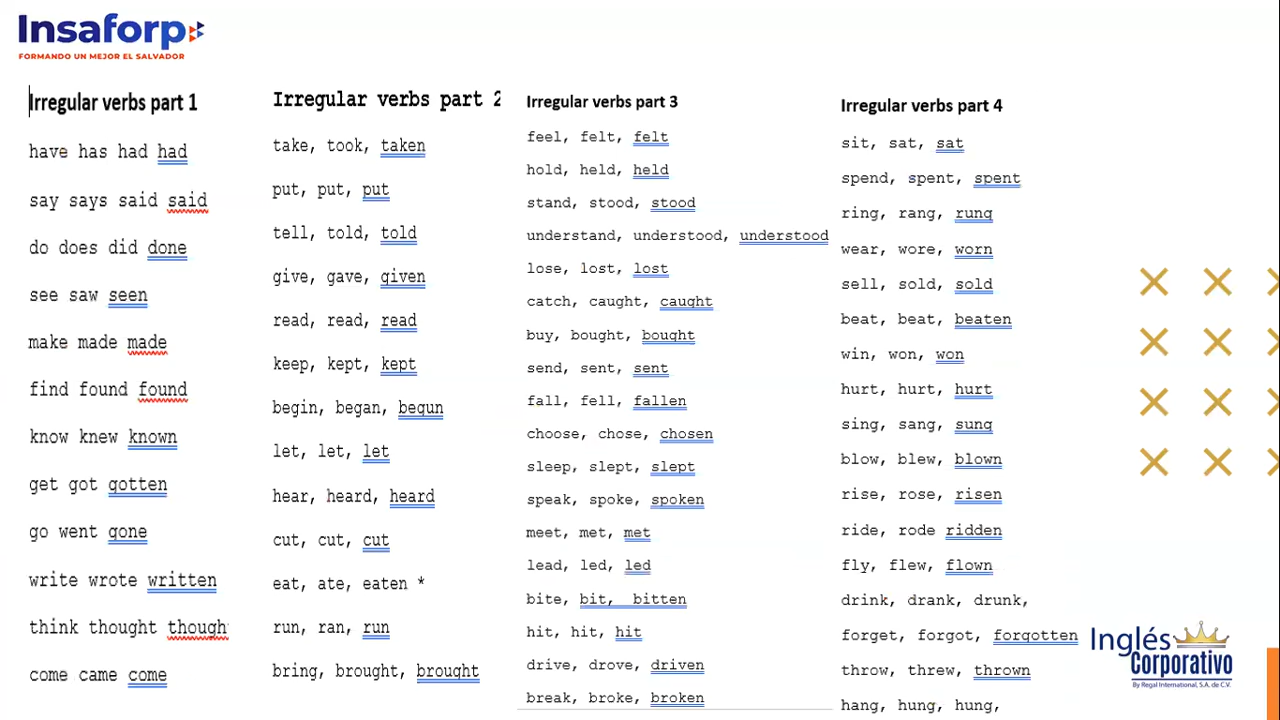 Insaforp
FORMANDO UN MEJOR EL SALVADOR
Irregular verbs part 1
have has had had
say says said said
do does did done
see saw seen
make made made
find found found
know knew known
get got gotten
go went gone
write wrote written
think thought though
come came come
Irregular verbs part 2
take, took, taken
put, put, put
tell, told, told
give, gave, given
read, read, read
keep, kept, kept
begin, began, begun
let, let, let
hear, heard, heard
cut, cut, cut
eat, ate, eaten *
run, ran, run
bring, brought, brought
Irregular verbs part 3
feel, felt, felt
hold, held, held
stand, stood, stood
understand, understood, understood
lose, lost, lost
catch, caught, caught
buy, bought, bought
send, sent, sent
fall, fell, fallen
choose, chose, chosen
sleep, slept, slept
speak, spoke, spoken
meet, met, met
lead, led, led
bite, bit, bitten
hit, hit, hit
drive, drove, driven
break, broke, broken
Irregular verbs part 4
sit, sat, sat
spend, spent, spent
ring, rang, rung
wear, wore, worn
sell, sold, sold
beat, beat, beaten
win, won, won
hurt, hurt, hurt
sing, sang, sung
blow, blew, blown
rise, rose, risen
ride, rode ridden
fly, flew, flown
drink, drank, drunk,
forget, forgot, forgotten
throw, threw, thrown
hang, hung, hung,
Inglés
Corporativo
By Regal International, S.A. de C.V.